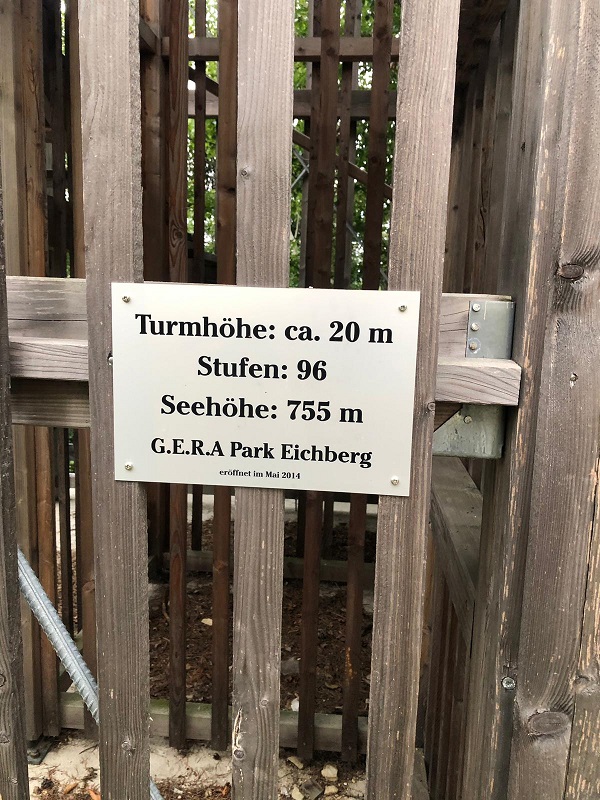 Turmhöhe: ca. 20 m
Stufen: 96
Seehöhe: 755 m
G.E.R.A Park Eichberg
eröffnet im Mai 2014